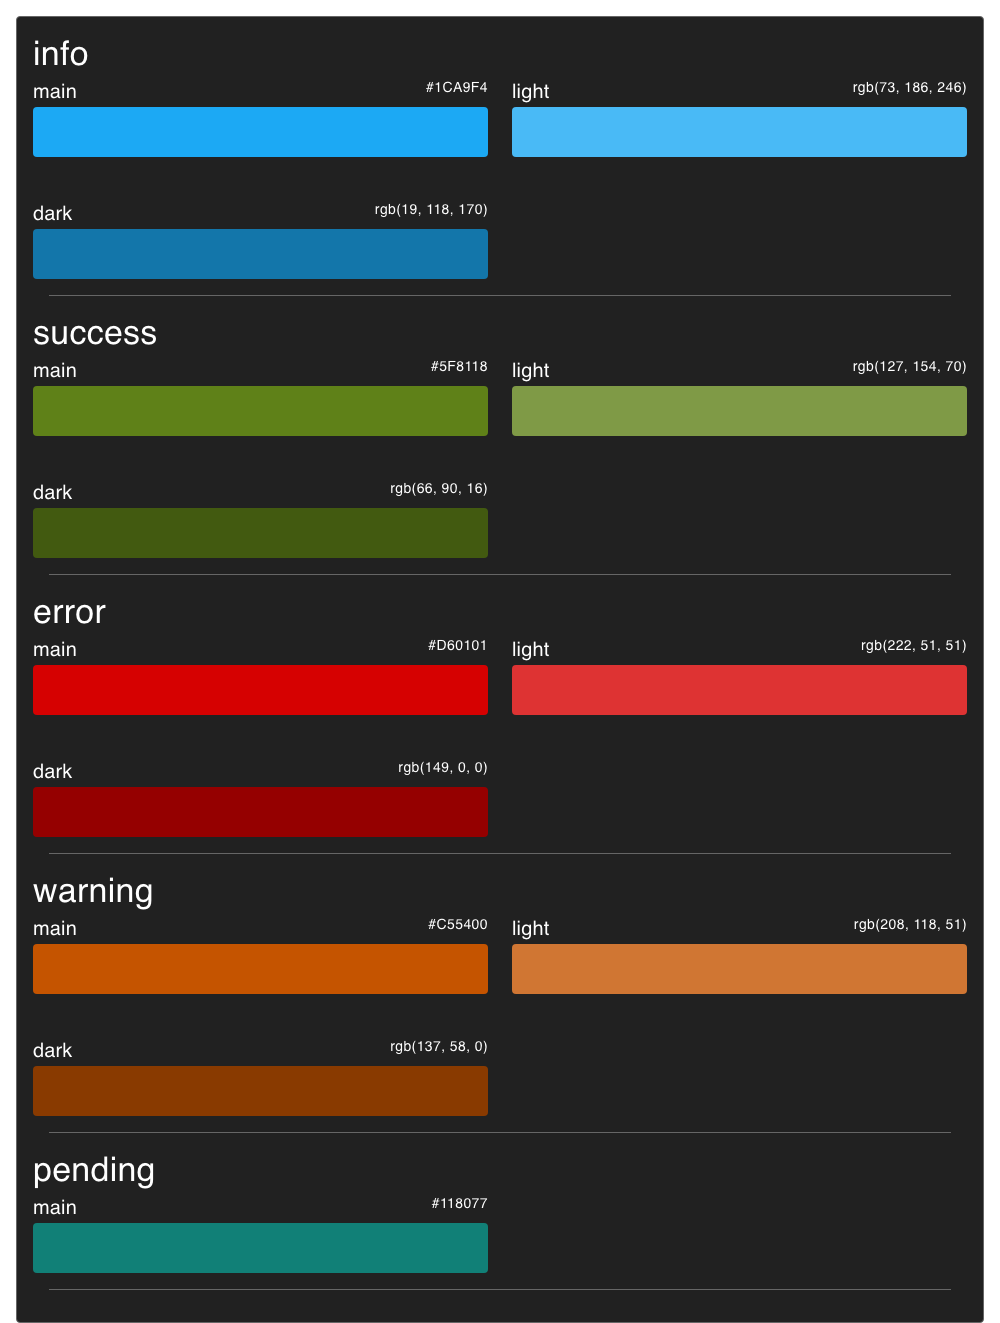 info
main #1CA9F4 light rgb(73, 186, 246)
dark rgb(19, 118, 170)
success
main #5F8118 light rgb(127, 154, 70)
dark rgb(66, 90, 16)
error
main #D60101 light rgb(222, 51, 51)
dark rgb(149, 0, 0)
warning
main #C55400 light rgb(208, 118, 51)
dark rgb(137, 58, 0)
pending
main #118077